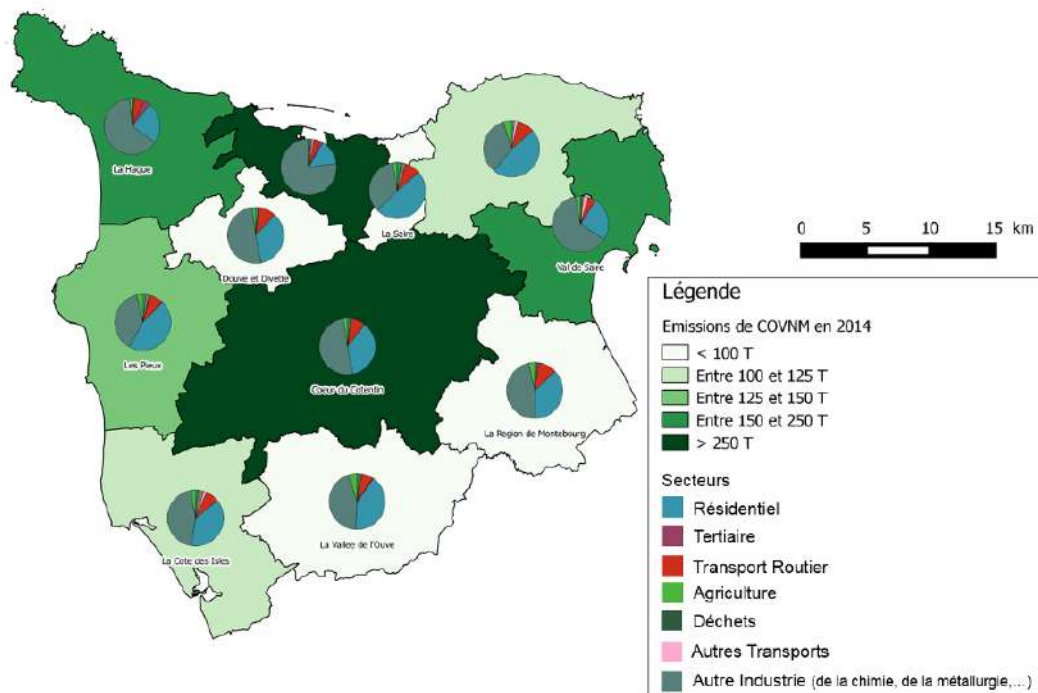 La Hague
La Saire
Douve et Divette
Val de Saire
Les Pieux
Coeur du Cotentin
La Region de Montebourg
La Vallee de l'Ouve
La Cote des Isles
0 5 10 15 km
Légende
Emissions de COVNM en 2014
< 100 T
Entre 100 et 125 T
Entre 125 et 150 T
Entre 150 et 250 T
> 250 T
Secteurs
Résidentiel
Tertiaire
Transport Routier
Agriculture
Déchets
Autres Transports
Autre Industrie (de la chimie, de la métallurgie,...)